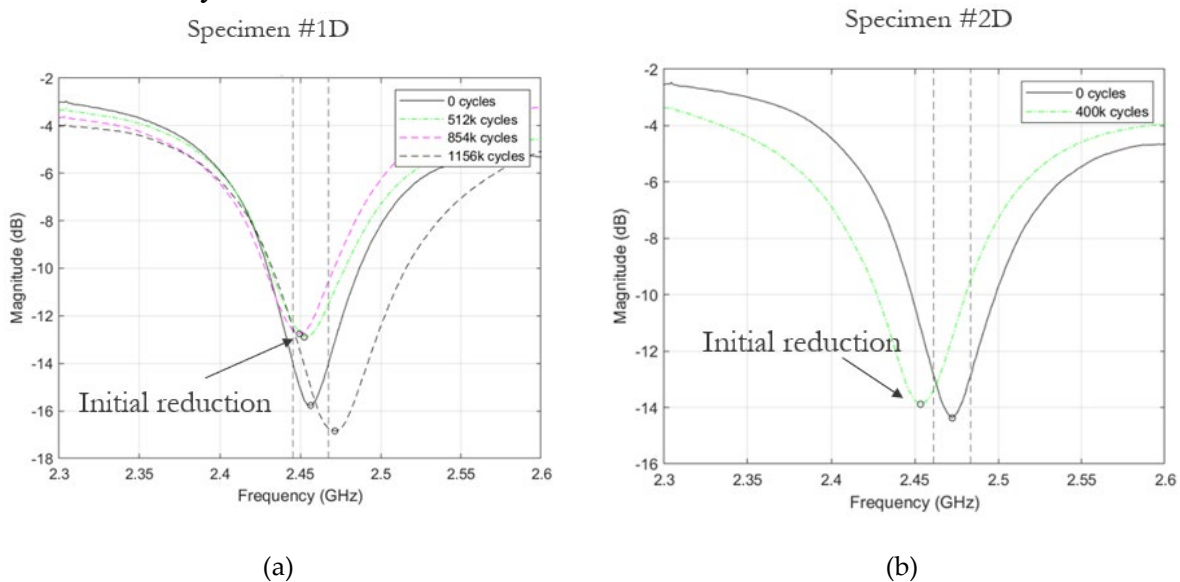 Specimen #1D
-2
-4
-6
-8
-10
-12
-14
-16
-18
0 cycles
512k cycles
854k cycles
1156k cycles
Initial reduction
2.3
2.35
2.4
2.45
2.5
2.55
2.6
Frequency (GHz)
Magnitude (dB)
(a)
Specimen #2D
-2
-4
-6
-8
-10
-12
-14
-16
0 cycles
400k cycles
Initial reduction
2.3
2.35
2.4
2.45
2.5
2.55
2.6
Frequency (GHz)
Magnitude (dB)
(b)